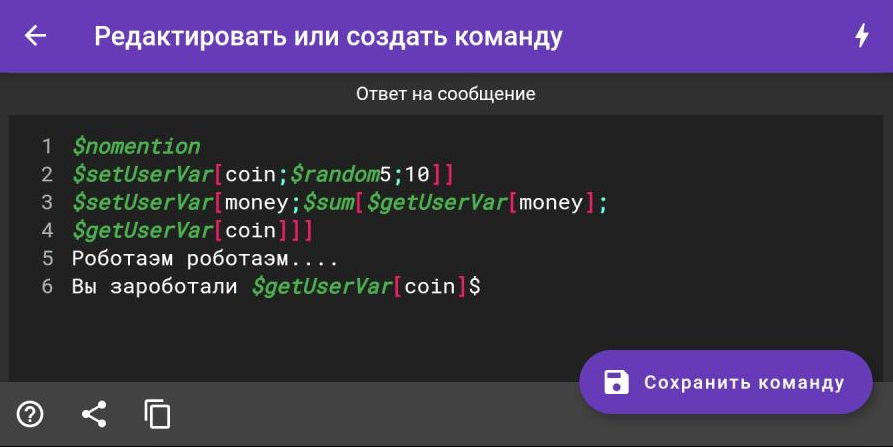 Редактировать или создать команду
Ответ на сообщение
1 $nomention
2 $setUserVar[coin;$random5;10]]
3 $setUserVar[money;$sum[$getUserVar[money];
4 $getUserVar[coin]]]
5 Роботаэм роботаэм....
6 Вы зароботали $getUserVar[coin]$
Сохранить команду